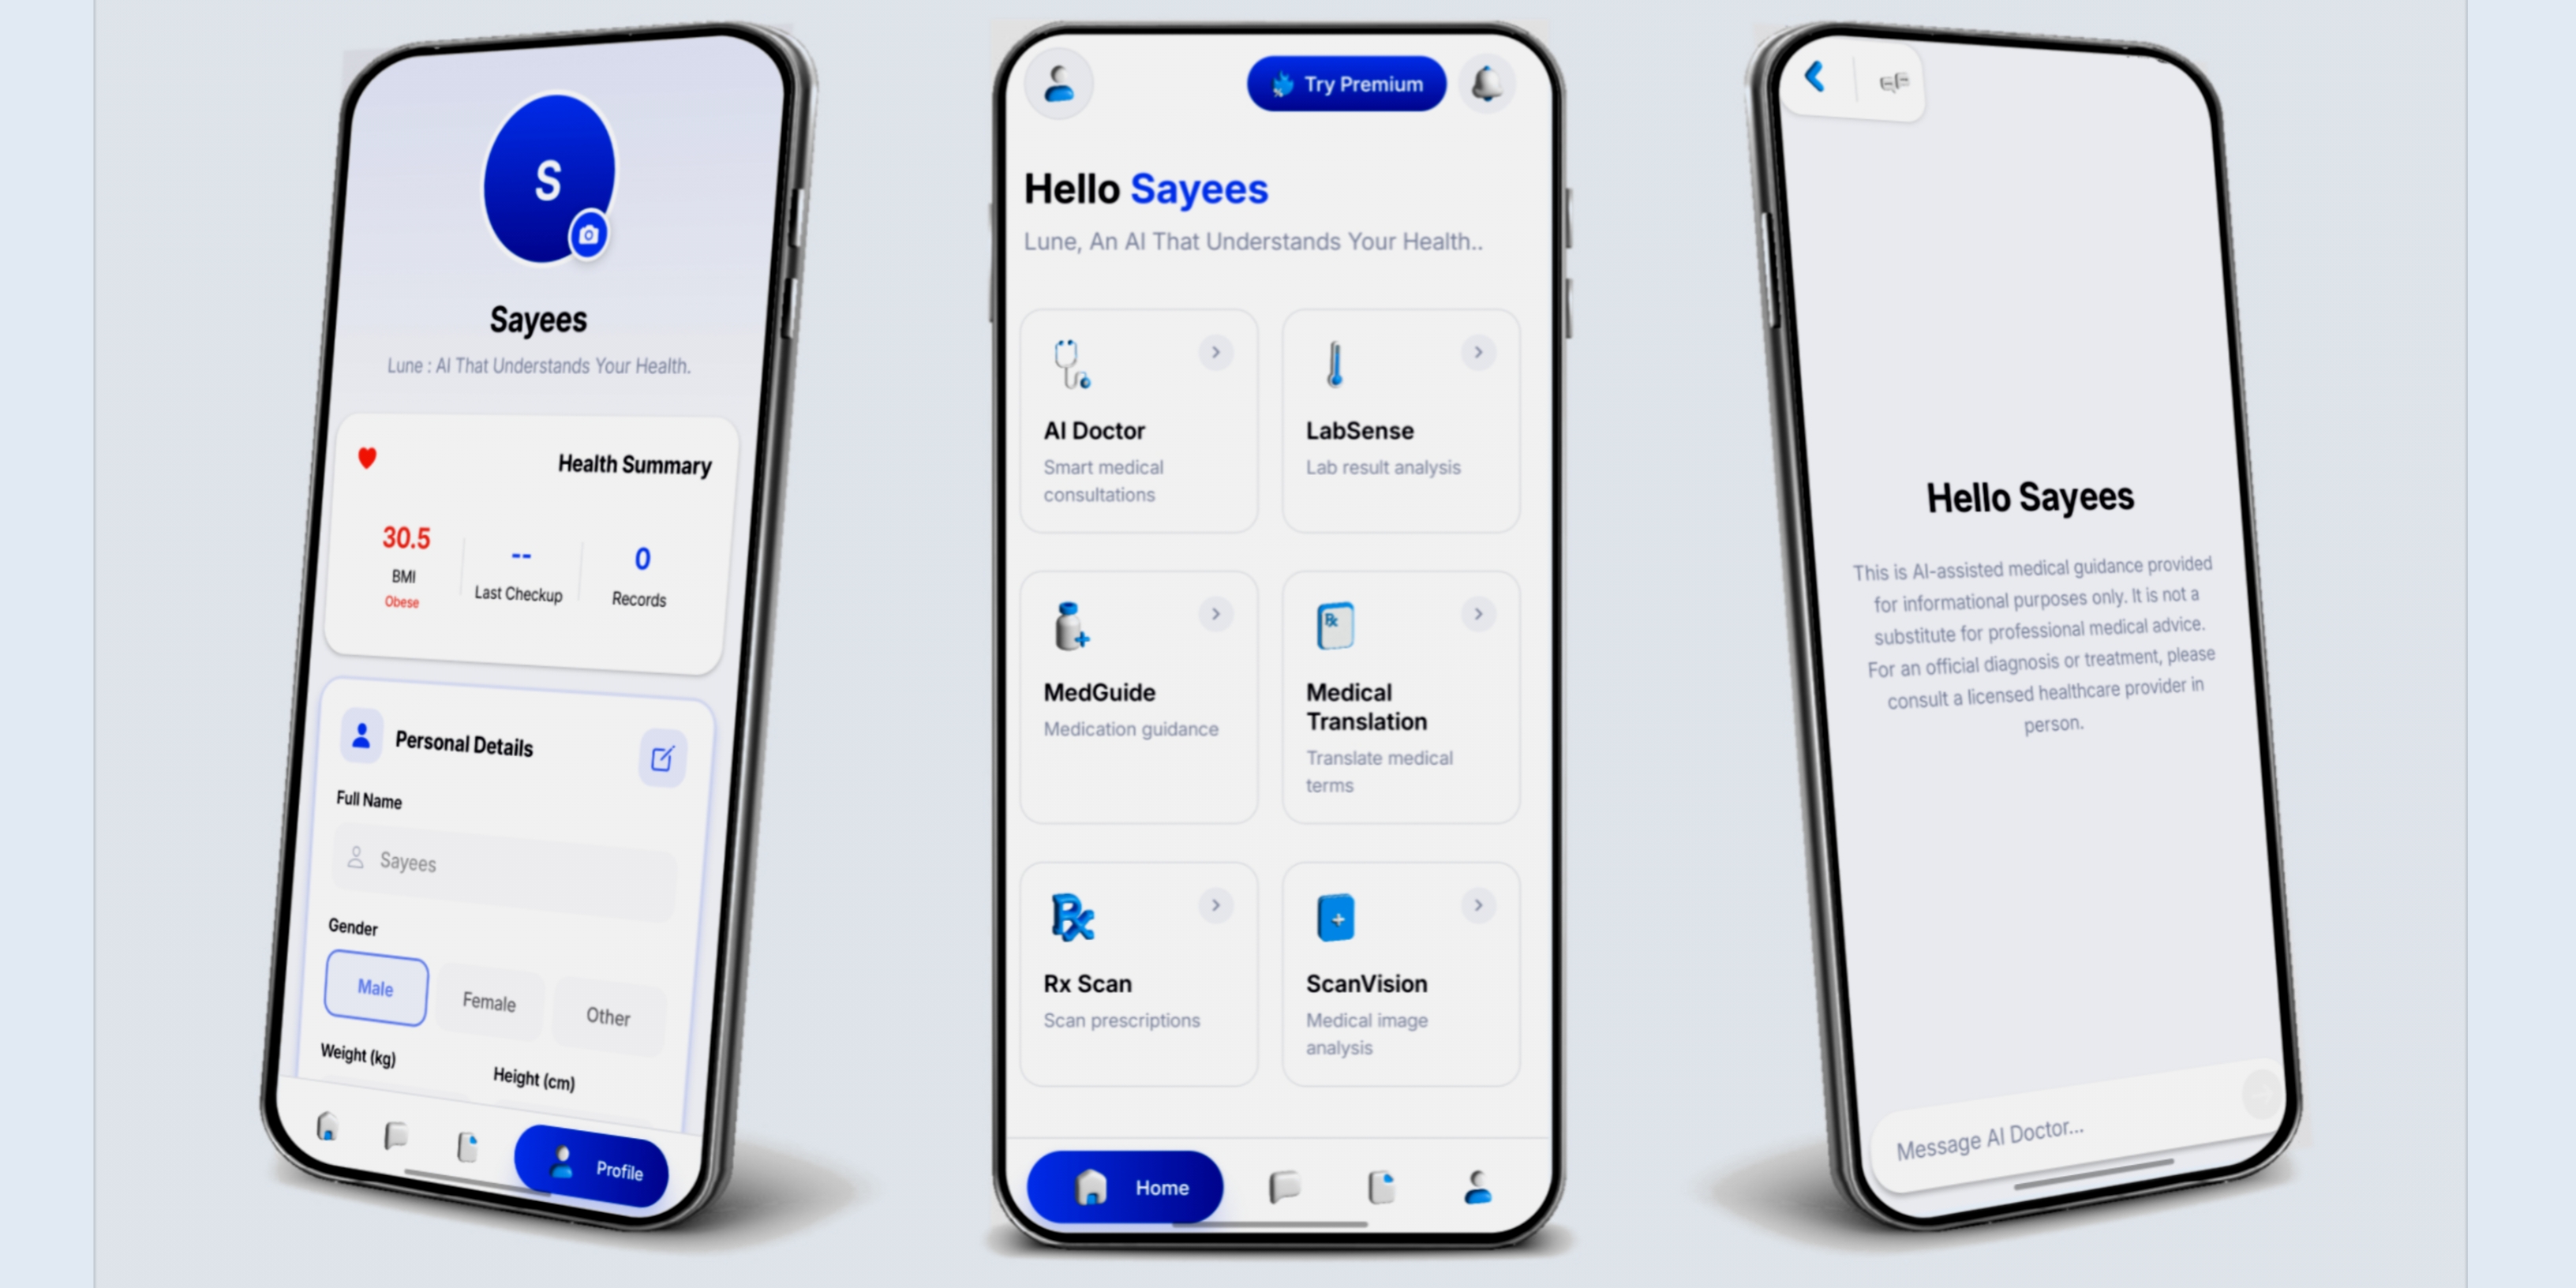 S
Sayees
Lune : AI That Understands Your Health.
Health Summary
30.5
BMI
Obese
--
Last Checkup
0
Records
Personal Details
Full Name
Sayees
Gender
Male
Female
Other
Weight (kg)
Height (cm)
Profile
Try Premium
Hello Sayees
Lune, An AI That Understands Your Health..
AI Doctor
Smart medical
consultations
LabSense
Lab result analysis
MedGuide
Medication guidance
Rx
Medical
Translation
Translate medical
terms
Rx
Rx Scan
Scan prescriptions
ScanVision
Medical image
analysis
Home
Hello Sayees
This is AI-assisted medical guidance provided
for informational purposes only. It is not a
substitute for professional medical advice.
For an official diagnosis or treatment, please
consult a licensed healthcare provider in
person.
Message AI Doctor...